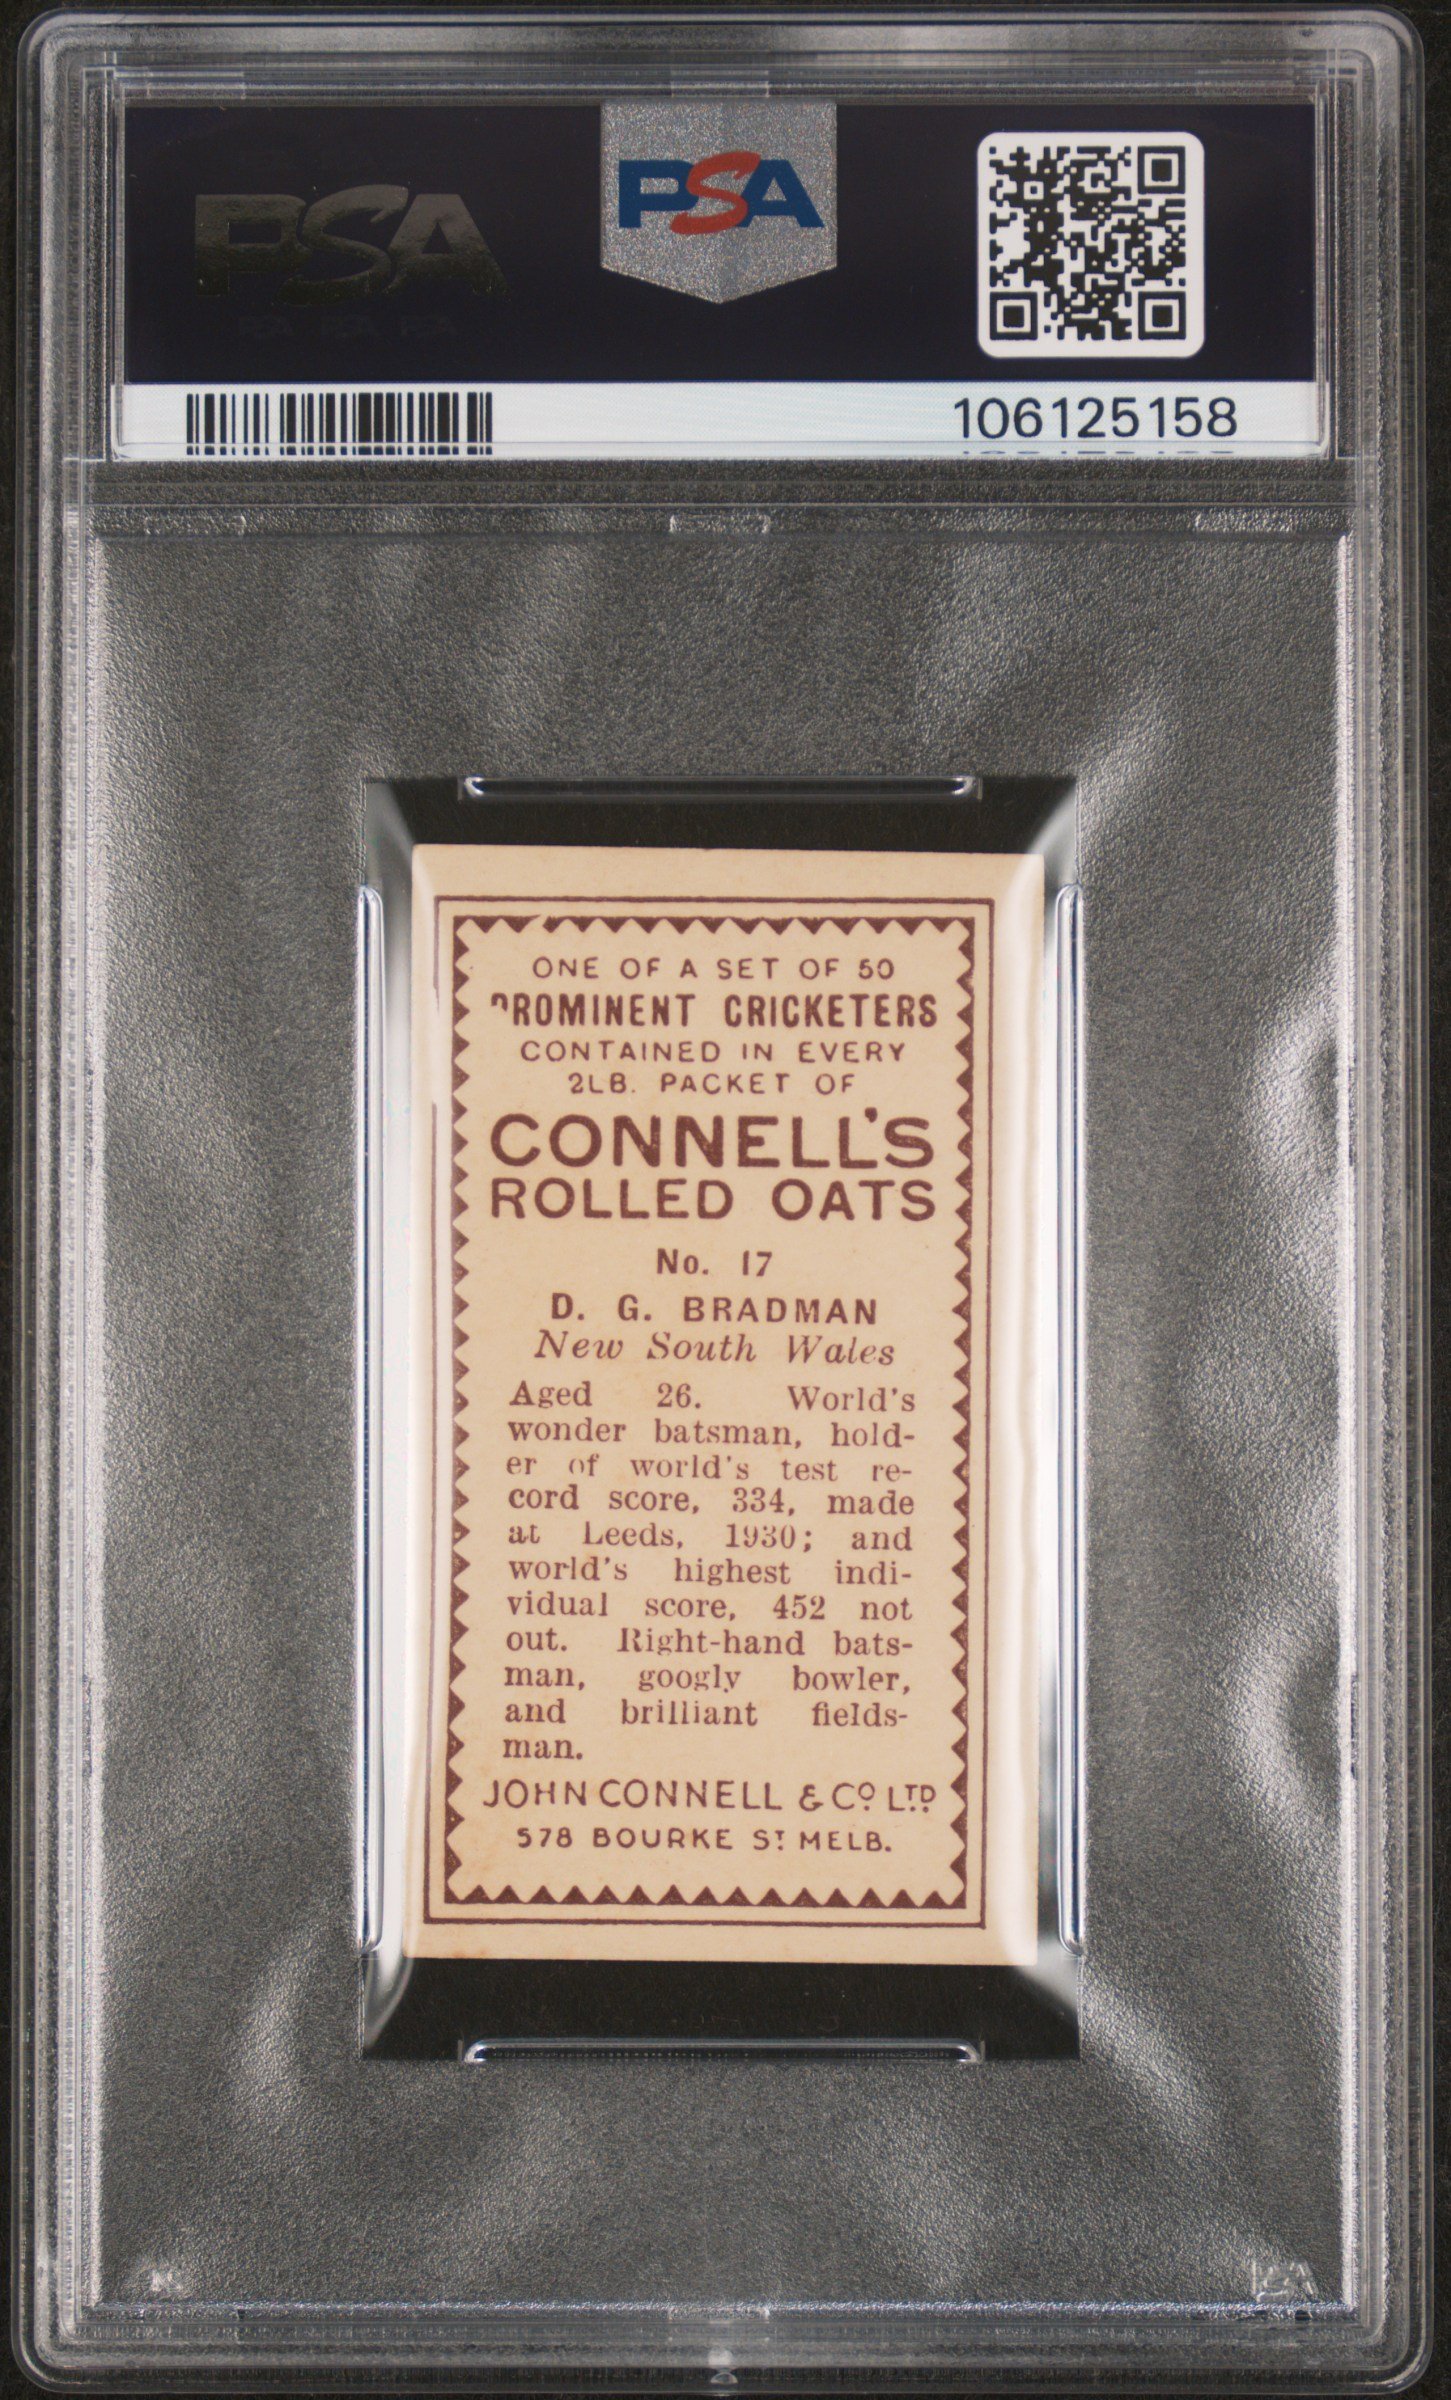 PSA
PSA
106125158
ONE OF A SET OF 50
PROMINENT CRICKETERS
CONTAINED IN EVERY
2LB. PACKET OF
CONNELL'S
ROLLED OATS
No. 17
D. G. BRADMAN
New South Wales
Aged 26. World's
wonder batsman, hold-
er of world's test re-
cord score, 334, made
at Leeds, 1930; and
world's highest indi-
vidual score, 452 not
out. Right-hand bats-
man, googly bowler,
and brilliant fields-
man.
JOHN CONNELL & Co. LTD.
578 BOURKE ST. MELB.